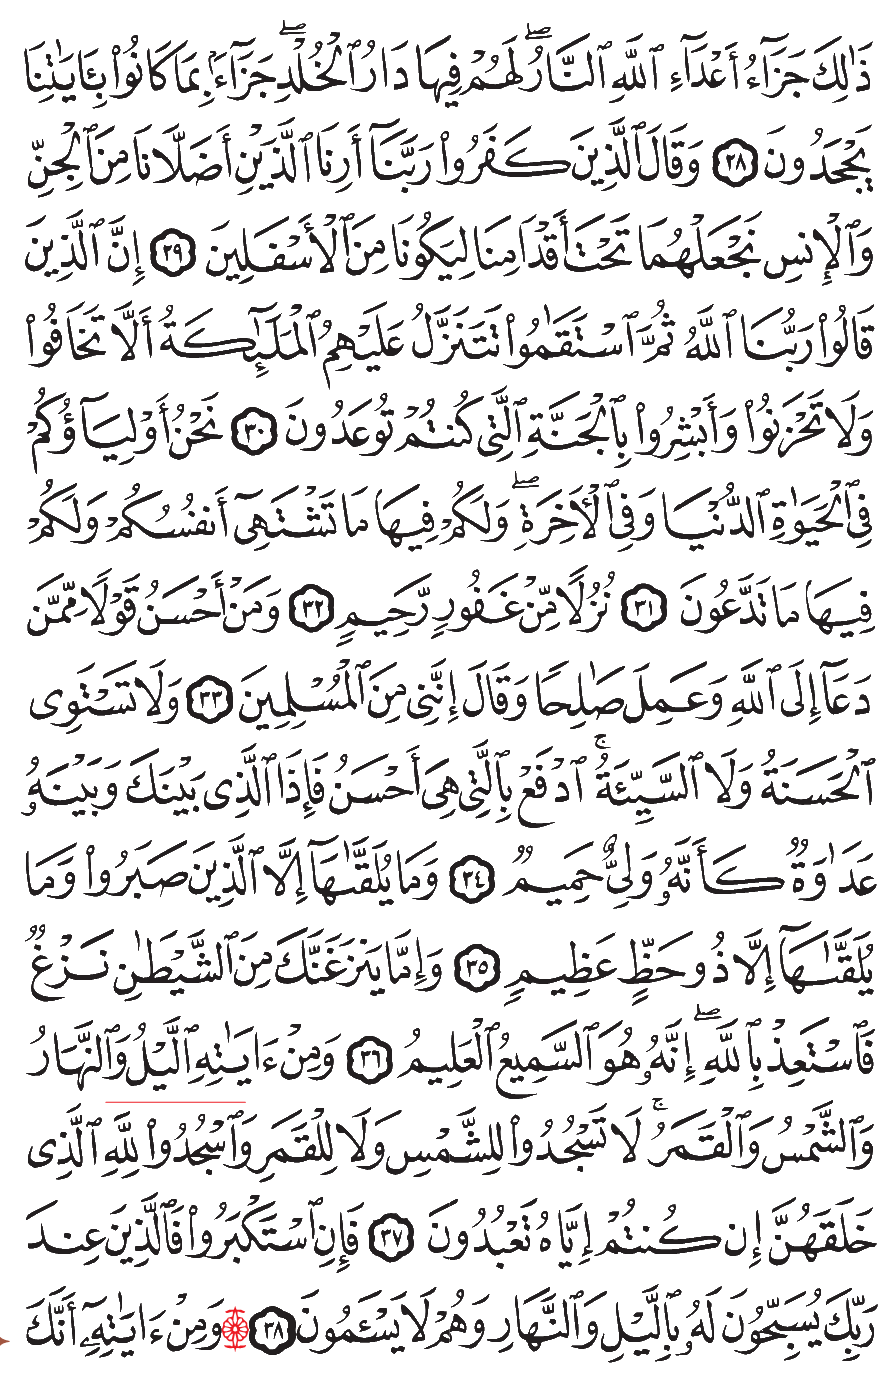 ذَٰلِكَ جَزَآءُ أَعْدَآءِ ٱللَّهِ ٱلنَّارُۖ لَهُمْ فِيهَا دَارُ ٱلْخُلْدِۖ جَزَآءَۢ بِمَا كَانُوا۟ بِـَٔايَـٰتِنَا
يَجْحَدُونَ ٢٨ وَقَالَ ٱلَّذِينَ كَفَرُوا۟ رَبَّنَآ أَرِنَا ٱلَّذَيْنِ أَضَلَّانَا مِنَ ٱلْجِنِّ
وَٱلْإِنسِ نَجْعَلْهُمَا تَحْتَ أَقْدَامِنَا لِيَكُونَا مِنَ ٱلْأَسْفَلِينَ ٢٩ إِنَّ ٱلَّذِينَ
قَالُوا۟ رَبُّنَا ٱللَّهُ ثُمَّ ٱسْتَقَـٰمُوا۟ تَتَنَزَّلُ عَلَيْهِمُ ٱلْمَلَـٰٓئِكَةُ أَلَّا تَخَافُوا۟
وَلَا تَحْزَنُوا۟ وَأَبْشِرُوا۟ بِٱلْجَنَّةِ ٱلَّتِى كُنتُمْ تُوعَدُونَ ٣٠ نَحْنُ أَوْلِيَآؤُكُمْ
فِى ٱلْحَيَوٰةِ ٱلدُّنْيَا وَفِى ٱلْـَٔاخِرَةِۖ وَلَكُمْ فِيهَا مَا تَشْتَهِىٓ أَنفُسُكُمْ وَلَكُمْ
فِيهَا مَا تَدَّعُونَ ٣١ نُزُلًا مِّنْ غَفُورٍ رَّحِيمٍ ٣٢ وَمَنْ أَحْسَنُ قَوْلًا مِّمَّن
دَعَآ إِلَى ٱللَّهِ وَعَمِلَ صَـٰلِحًا وَقَالَ إِنَّنِى مِنَ ٱلْمُسْلِمِينَ ٣٣ وَلَا تَسْتَوِى
ٱلْحَسَنَةُ وَلَا ٱلسَّيِّئَةُۚ ٱدْفَعْ بِٱلَّتِى هِىَ أَحْسَنُ فَإِذَا ٱلَّذِى بَيْنَكَ وَبَيْنَهُۥ
عَدَٰوَةٌ كَأَنَّهُۥ وَلِىٌّ حَمِيمٌ ٣٤ وَمَا يُلَقَّىٰهَآ إِلَّا ٱلَّذِينَ صَبَرُوا۟ وَمَا
يُلَقَّىٰهَآ إِلَّا ذُو حَظٍّ عَظِيمٍ ٣٥ وَإِمَّا يَنزَغَنَّكَ مِنَ ٱلشَّيْطَـٰنِ نَزْغٌ
فَٱسْتَعِذْ بِٱللَّهِۖ إِنَّهُۥ هُوَ ٱلسَّمِيعُ ٱلْعَلِيمُ ٣٦ وَمِنْ ءَايَـٰتِهِ ٱلَّيْلُ وَٱلنَّهَارُ
وَٱلشَّمْسُ وَٱلْقَمَرُۚ لَا تَسْجُدُوا۟ لِلشَّمْسِ وَلَا لِلْقَمَرِ وَٱسْجُدُوا۟ لِلَّهِ ٱلَّذِى
خَلَقَهُنَّ إِن كُنتُمْ إِيَّاهُ تَعْبُدُونَ ٣٧ فَإِنِ ٱسْتَكْبَرُوا۟ فَٱلَّذِينَ عِندَ
رَبِّكَ يُسَبِّحُونَ لَهُۥ بِٱلَّيْلِ وَٱلنَّهَارِ وَهُمْ لَا يَسْـَٔمُونَ ٣٨ وَمِنْ ءَايَـٰتِهِۦٓ أَنَّكَ